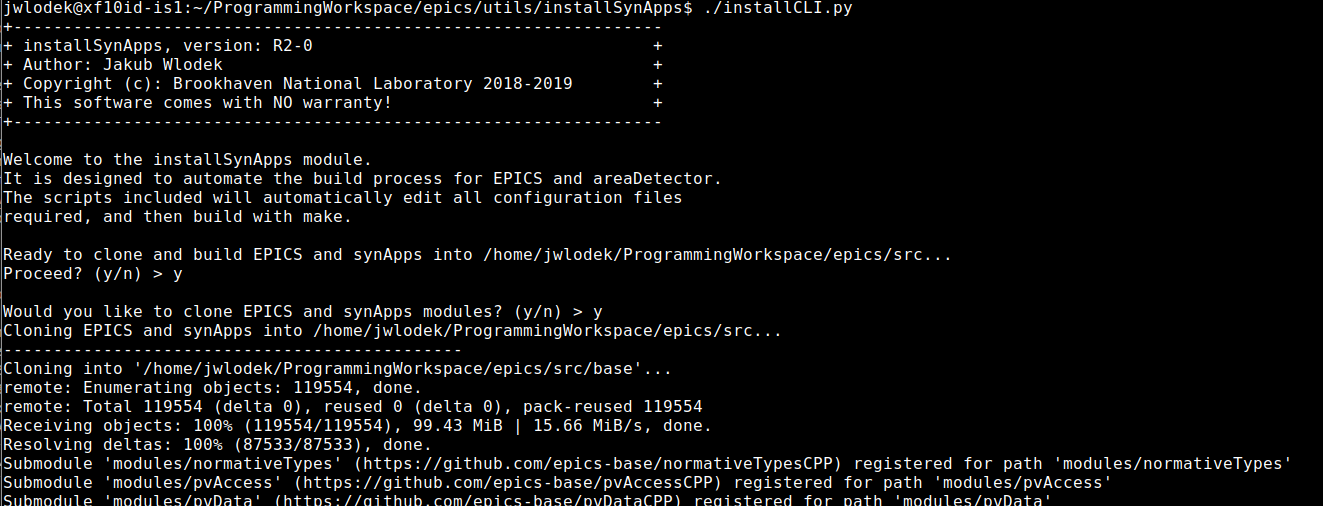 jwlodek@xf10id-is1:~/ProgrammingWorkspace/epics/utils/installSynApps$ ./installCLI.py
+----------------------------------------------------------------
+ installSynApps, version: R2-0 +
+ Author: Jakub Wlodek +
+ Copyright (c): Brookhaven National Laboratory 2018-2019 +
+ This software comes with NO warranty! +
+----------------------------------------------------------------
Welcome to the installSynApps module.
It is designed to automate the build process for EPICS and areaDetector.
The scripts included will automatically edit all configuration files
required, and then build with make.
Ready to clone and build EPICS and synApps into /home/jwlodek/ProgrammingWorkspace/epics/src...
Proceed? (y/n) > y
Would you like to clone EPICS and synApps modules? (y/n) > y
Cloning EPICS and synApps into /home/jwlodek/ProgrammingWorkspace/epics/src...
----------------------------------------------
Cloning into '/home/jwlodek/ProgrammingWorkspace/epics/src/base'...
remote: Enumerating objects: 119554, done.
remote: Total 119554 (delta 0), reused 0 (delta 0), pack-reused 119554
Receiving objects: 100% (119554/119554), 99.43 MiB | 15.66 MiB/s, done.
Resolving deltas: 100% (87533/87533), done.
Submodule 'modules/normativeTypes' (https://github.com/epics-base/normativeTypesCPP) registered for path 'modules/normativeTypes'
Submodule 'modules/pvAccess' (https://github.com/epics-base/pvAccessCPP) registered for path 'modules/pvAccess'
Submodule 'modules/pvData' (https://github.com/epics-base/pvDataCPP) registered for path 'modules/pvData'